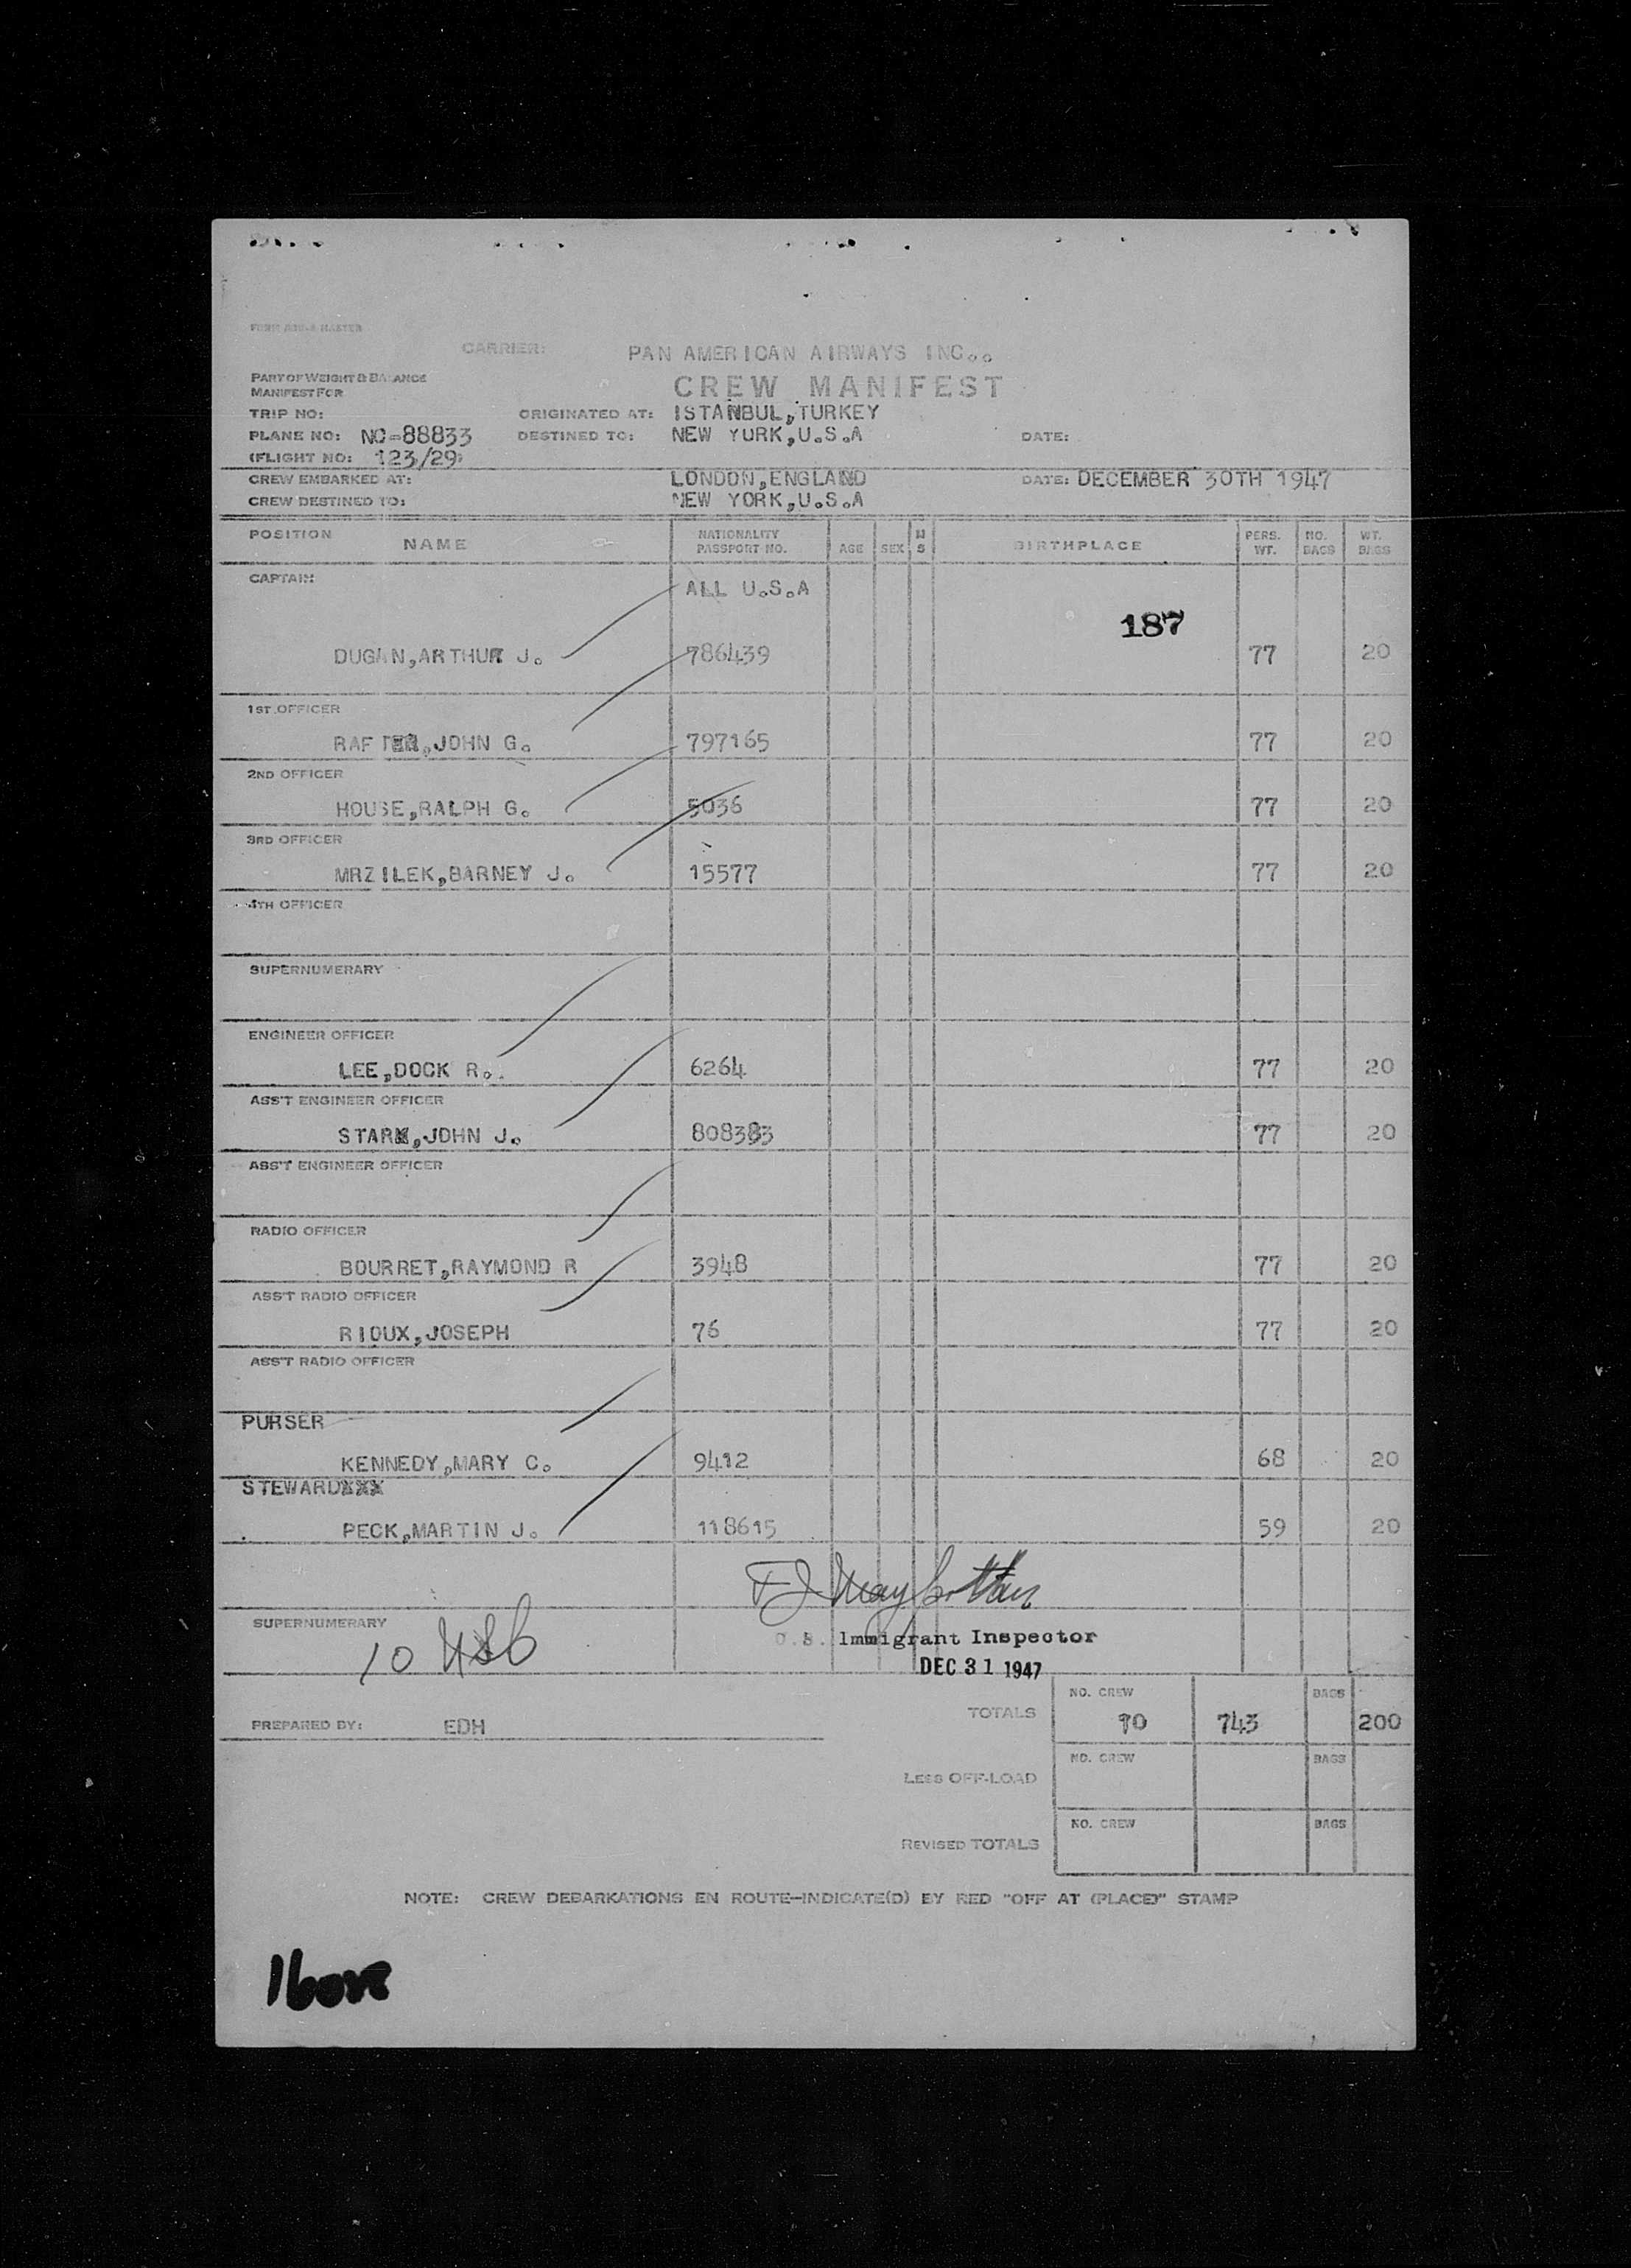 CARRIER: PAN AMERICAN AIRWAYS INC..
PART OF WEIGHT & BALANCE
MANIFEST FOR
CREW MANIFEST
TRIP NO: ORIGINATED AT: ISTANBUL,TURKEY
PLANE NO: NC-88833 DESTINED TO: NEW YORK,U.S.A DATE:
(FLIGHT NO: 123/29)
CREW EMBARKED AT: LONDON,ENGLAND DATE: DECEMBER 30TH 1947
CREW DESTINED TO: NEW YORK,U.S.A
POSITION NAME NATIONALITY PASSPORT NO. AGE SEX M S BIRTHPLACE PERS. WT. NO. BAGS WT. BAGS
CAPTAIN ALL U.S.A
187
DUGAN,ARTHUR J. 786439 77 20
1ST OFFICER
RAFTER,JOHN G. 797165 77 20
2ND OFFICER
HOUSE,RALPH G. 5036 77 20
3RD OFFICER
MRZILEK,BARNEY J. 15577 77 20
4TH OFFICER
SUPERNUMERARY
ENGINEER OFFICER
LEE,DOCK R. 6264 77 20
ASS'T ENGINEER OFFICER
STARK,JOHN J. 808383 77 20
ASS'T ENGINEER OFFICER
RADIO OFFICER
BOURRET,RAYMOND R 3948 77 20
ASS'T RADIO OFFICER
RIOUX,JOSEPH 76 77 20
ASS'T RADIO OFFICER
PURSER
KENNEDY,MARY C. 9412 68 20
STEWARDXXX
PECK,MARTIN J. 118615 59 20
SUPERNUMERARY
10
U.S. Immigrant Inspector
DEC 31 1947
NO. CREW BAGS
TOTALS 10 743 200
PREPARED BY: EDH
NO. CREW BAGS
LESS OFF-LOAD
NO. CREW BAGS
REVISED TOTALS
NOTE: CREW DEBARKATIONS EN ROUTE—INDICATE(D) BY RED "OFF AT (PLACE)" STAMP